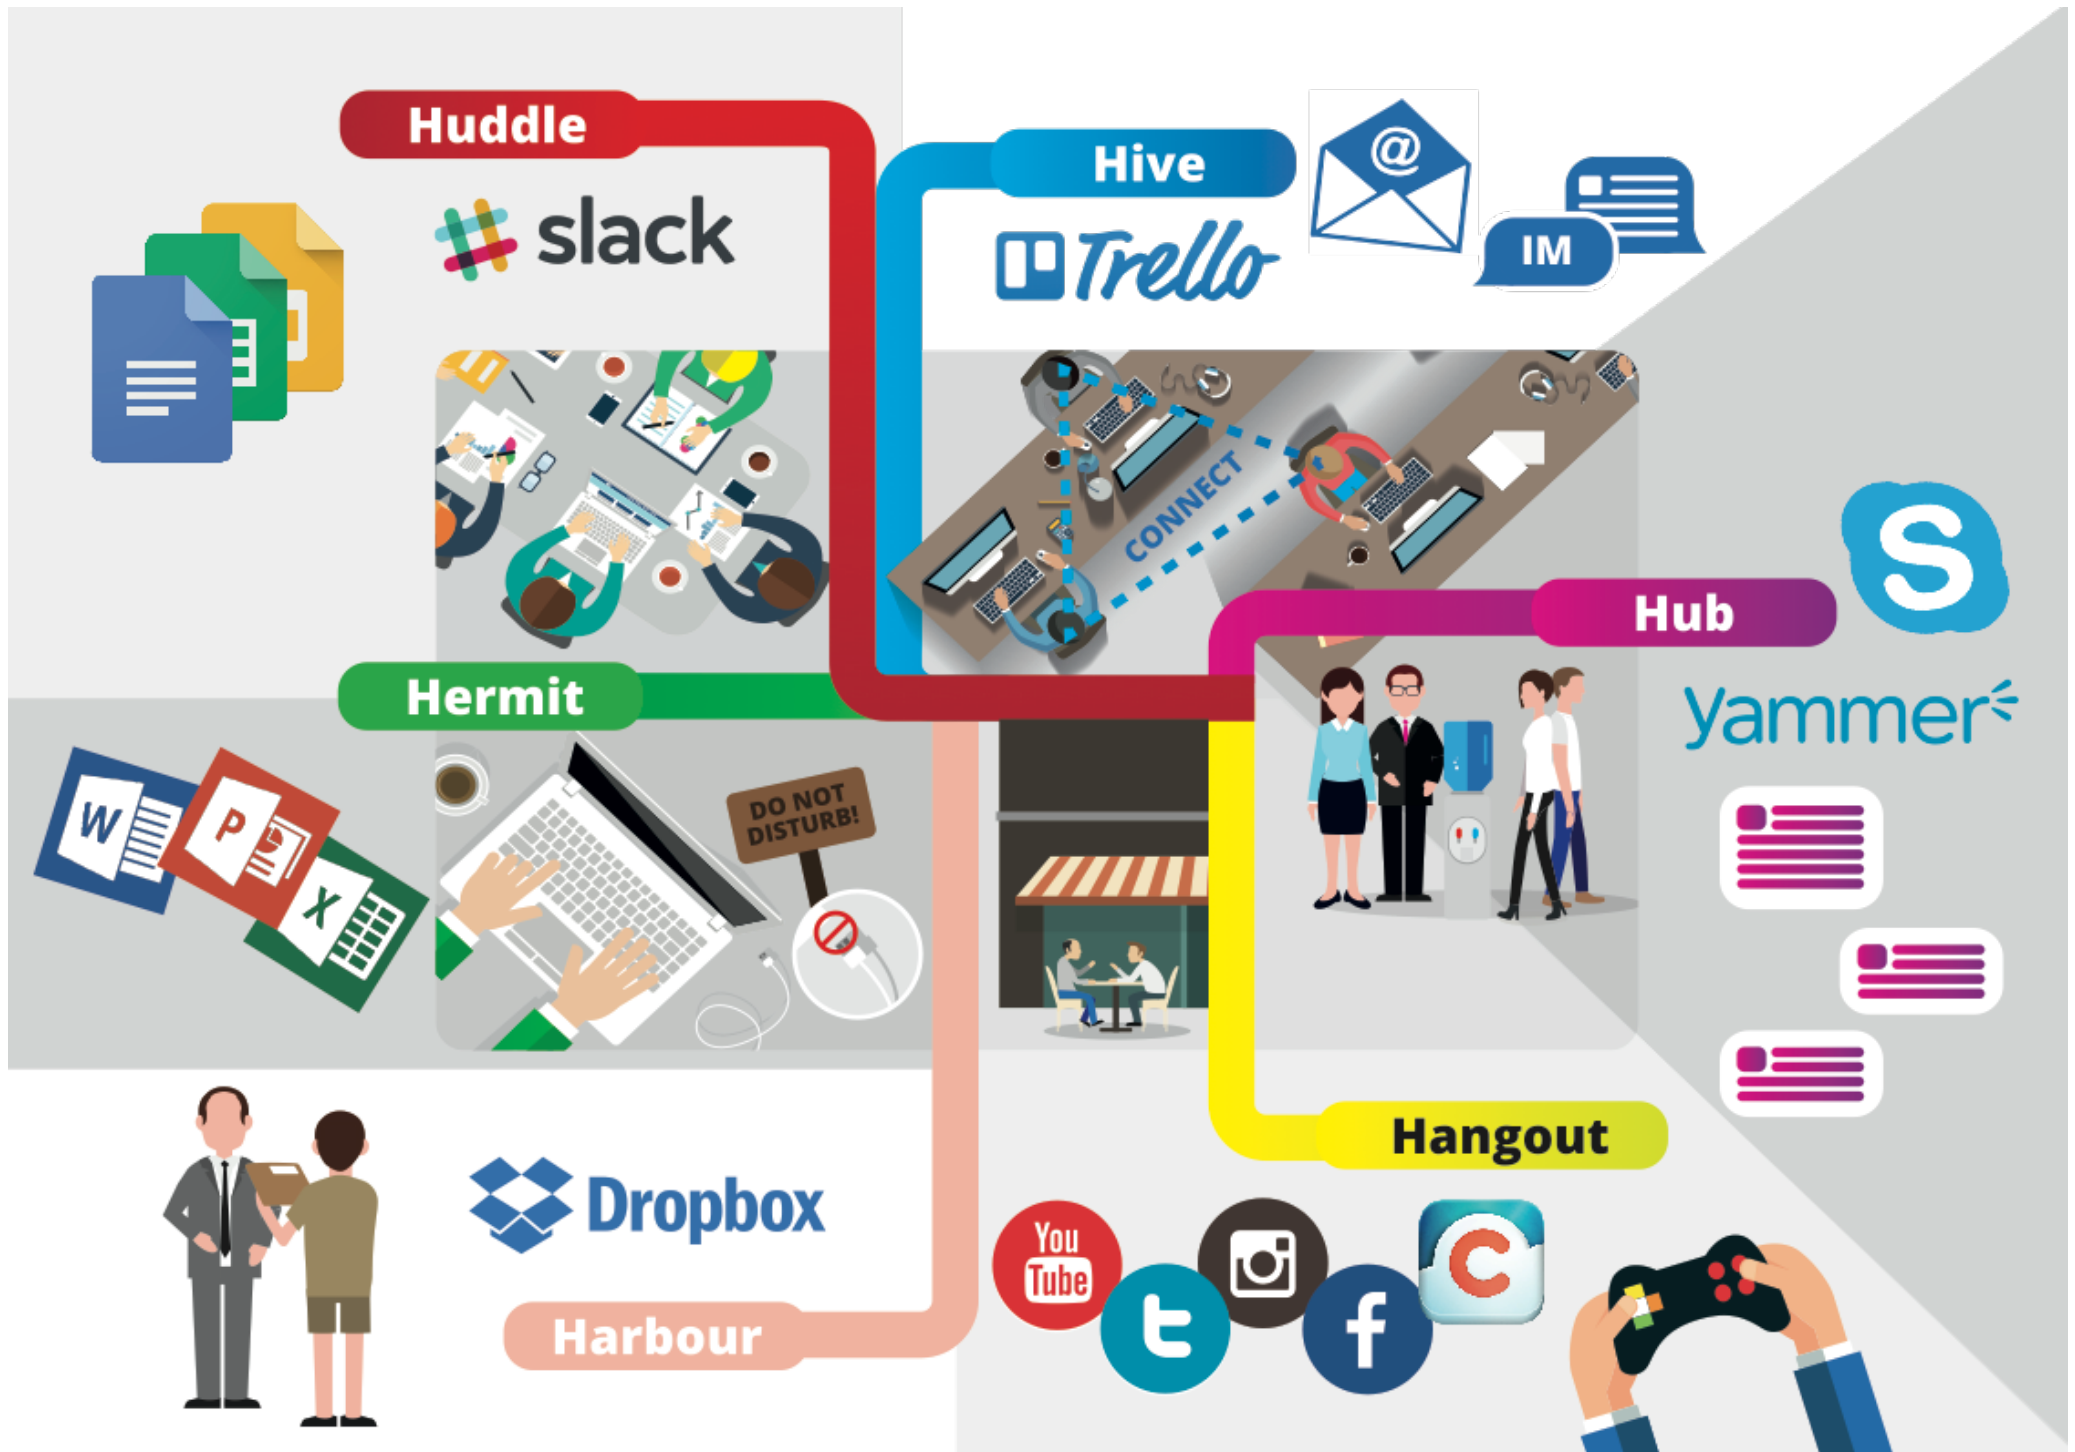 Huddle
slack
Hive
@
IM
Trello
CONNECT
Hub
S
yammer
Hermit
W
P
X
DO NOT
DISTURB!
Dropbox
Harbour
Hangout
You
Tube
t
f
C